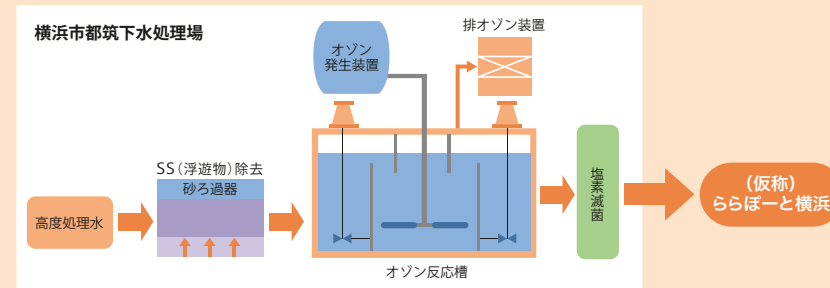 横浜市都筑下水処理場
オゾン
発生装置
排オゾン装置
SS(浮遊物)除去
砂ろ過器
高度処理水
塩素滅菌
(仮称)
ららぽーと横浜
オゾン反応槽